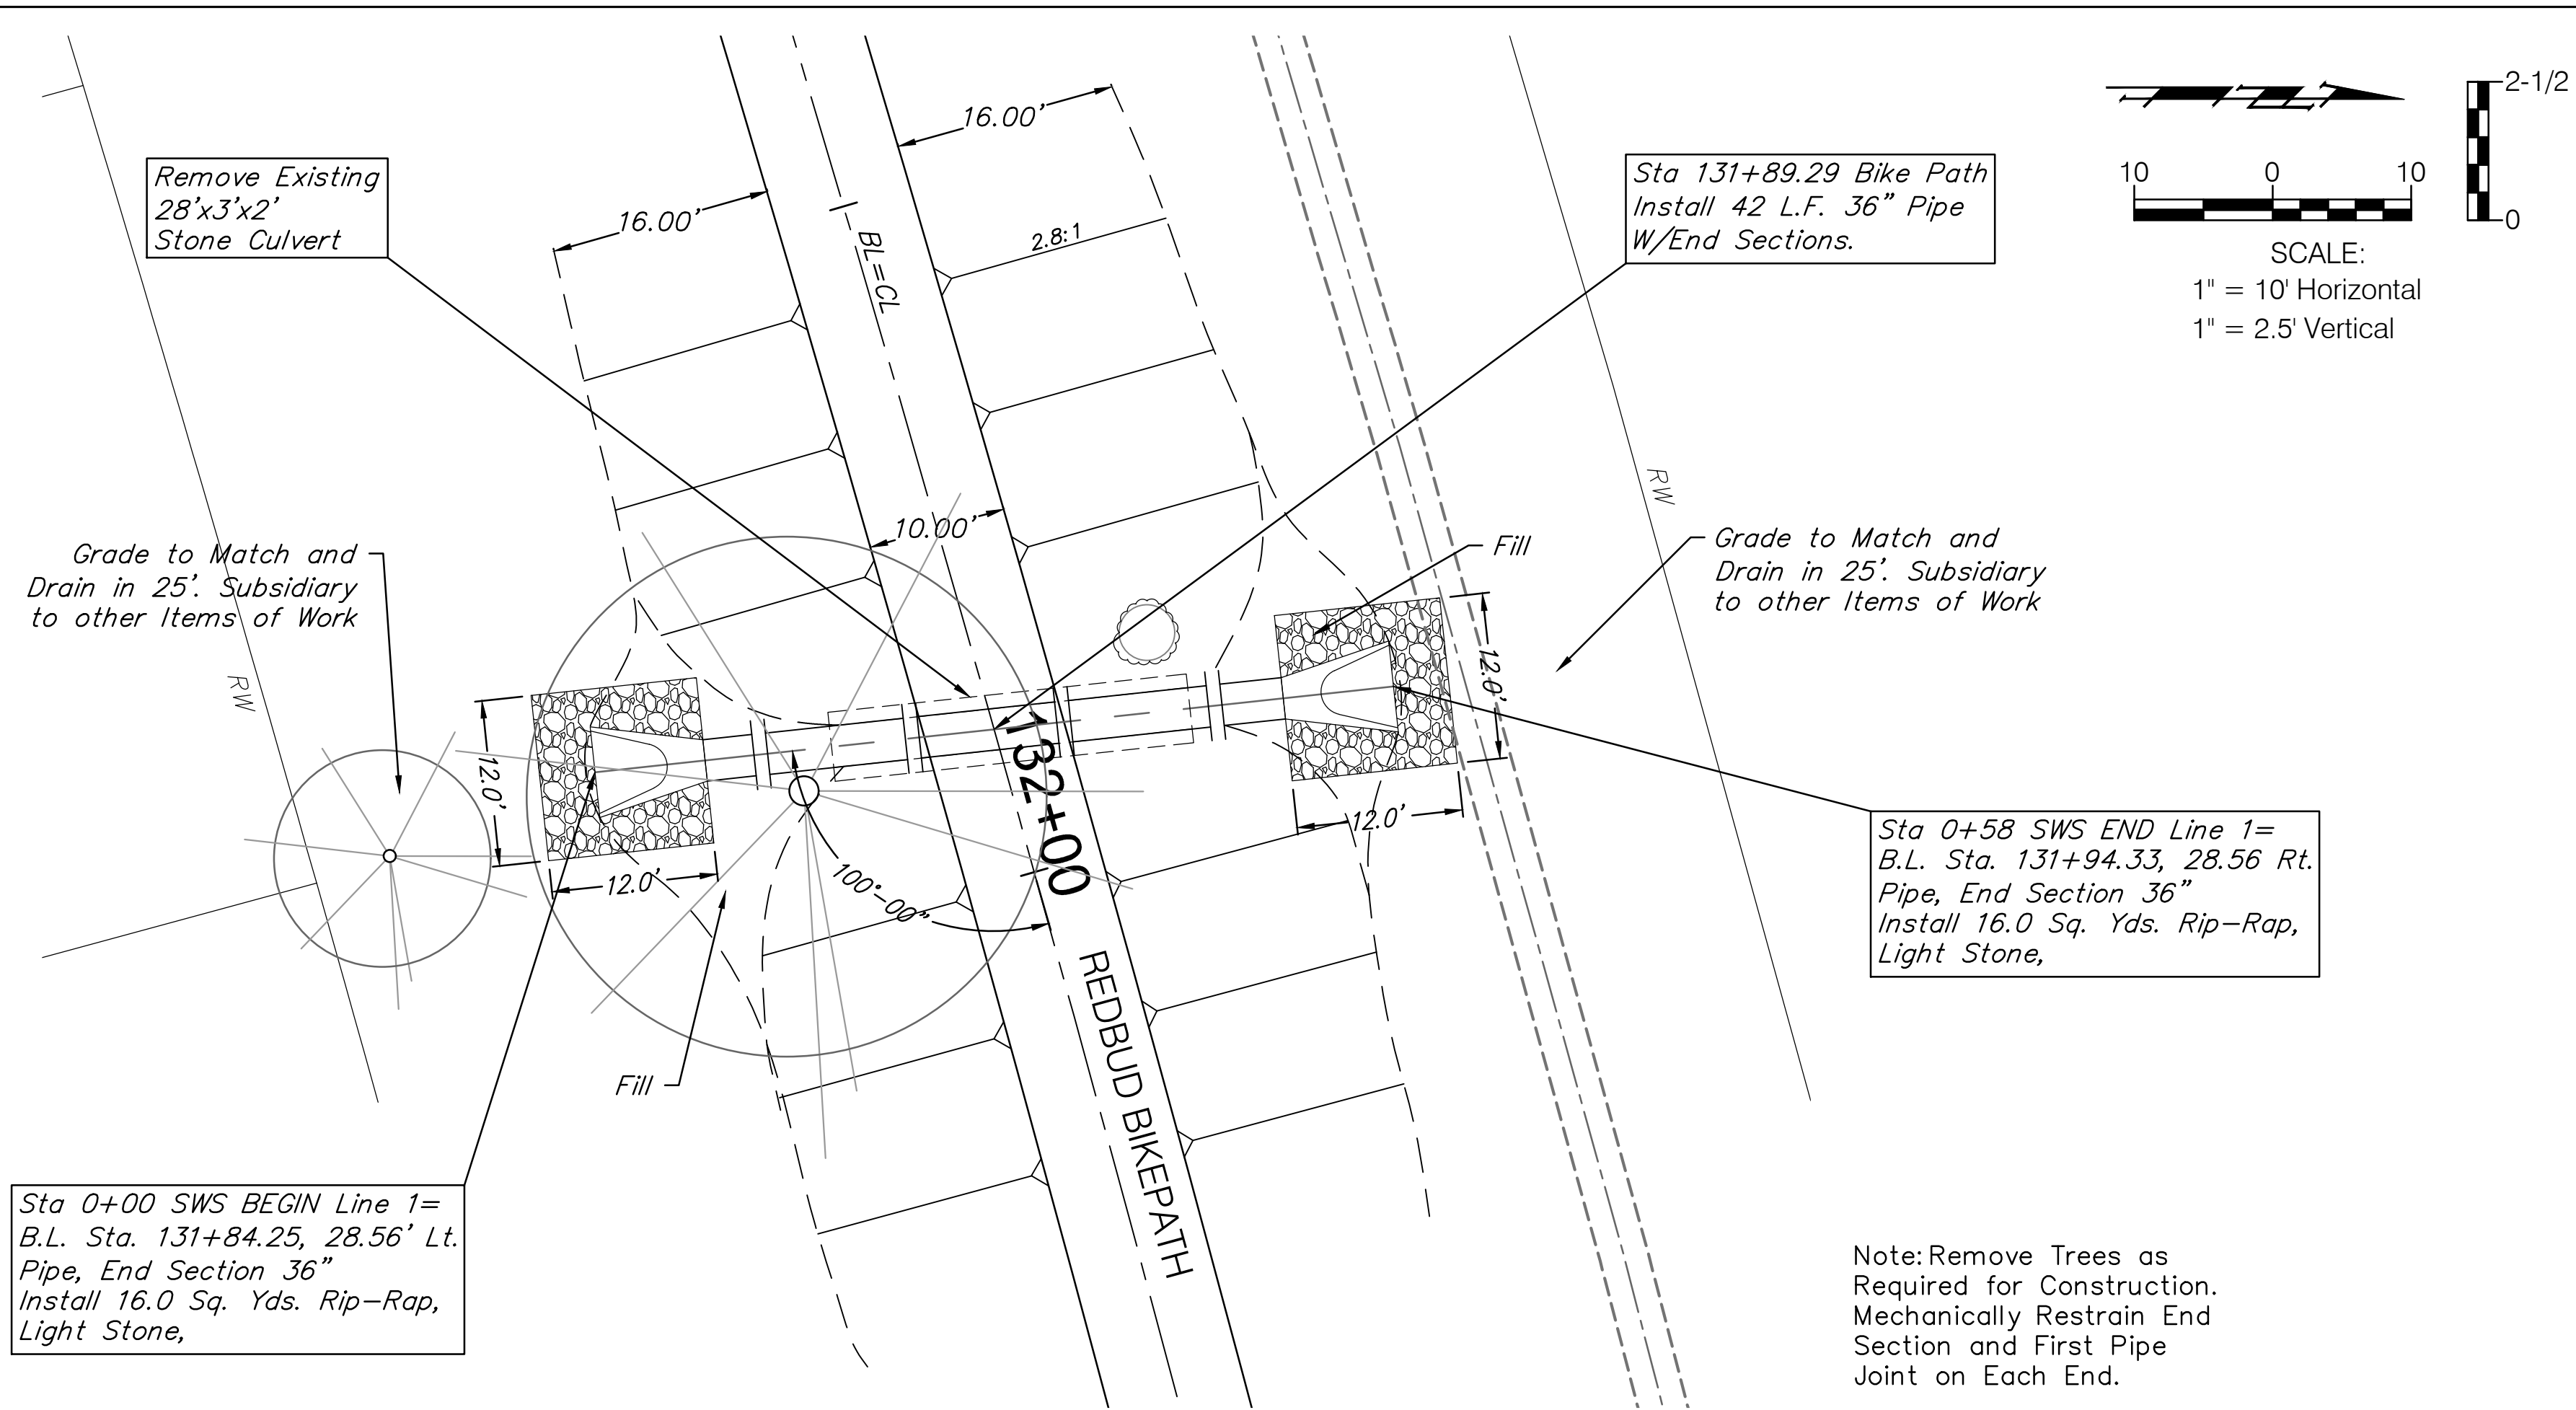 16.00'
2-1/2
Remove Existing
28'x3'x2'
Stone Culvert
16.00'
BL=CL
2.8:1
Sta 131+89.29 Bike Path
Install 42 L.F. 36" Pipe
W/End Sections.
10 0 10
0
SCALE:
1" = 10' Horizontal
1" = 2.5' Vertical
RW
10.00'
Grade to Match and
Drain in 25'. Subsidiary
to other Items of Work
Fill
Grade to Match and
Drain in 25'. Subsidiary
to other Items of Work
RW
12.0'
12.0'
12.0'
12.0'
132+00
100°-00"
Sta 0+58 SWS END Line 1=
B.L. Sta. 131+94.33, 28.56 Rt.
Pipe, End Section 36"
Install 16.0 Sq. Yds. Rip-Rap,
Light Stone,
REDBUD BIKEPATH
Fill
Sta 0+00 SWS BEGIN Line 1=
B.L. Sta. 131+84.25, 28.56' Lt.
Pipe, End Section 36"
Install 16.0 Sq. Yds. Rip-Rap,
Light Stone,
Note: Remove Trees as
Required for Construction.
Mechanically Restrain End
Section and First Pipe
Joint on Each End.